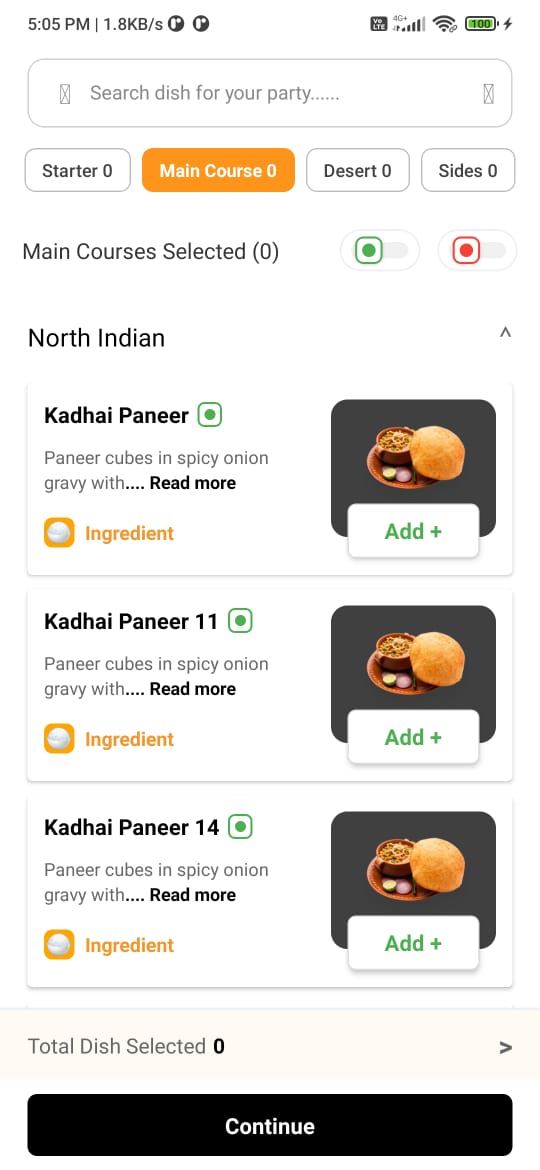 5:05 PM | 1.8KB/s
Vo LTE 4G+ 100
Search dish for your party......
Starter 0 Main Course 0 Desert 0 Sides 0
Main Courses Selected (0)
North Indian ^
Kadhai Paneer
Paneer cubes in spicy onion
gravy with.... Read more
Ingredient
Add +
Kadhai Paneer 11
Paneer cubes in spicy onion
gravy with.... Read more
Ingredient
Add +
Kadhai Paneer 14
Paneer cubes in spicy onion
gravy with.... Read more
Ingredient
Add +
Total Dish Selected 0 >
Continue